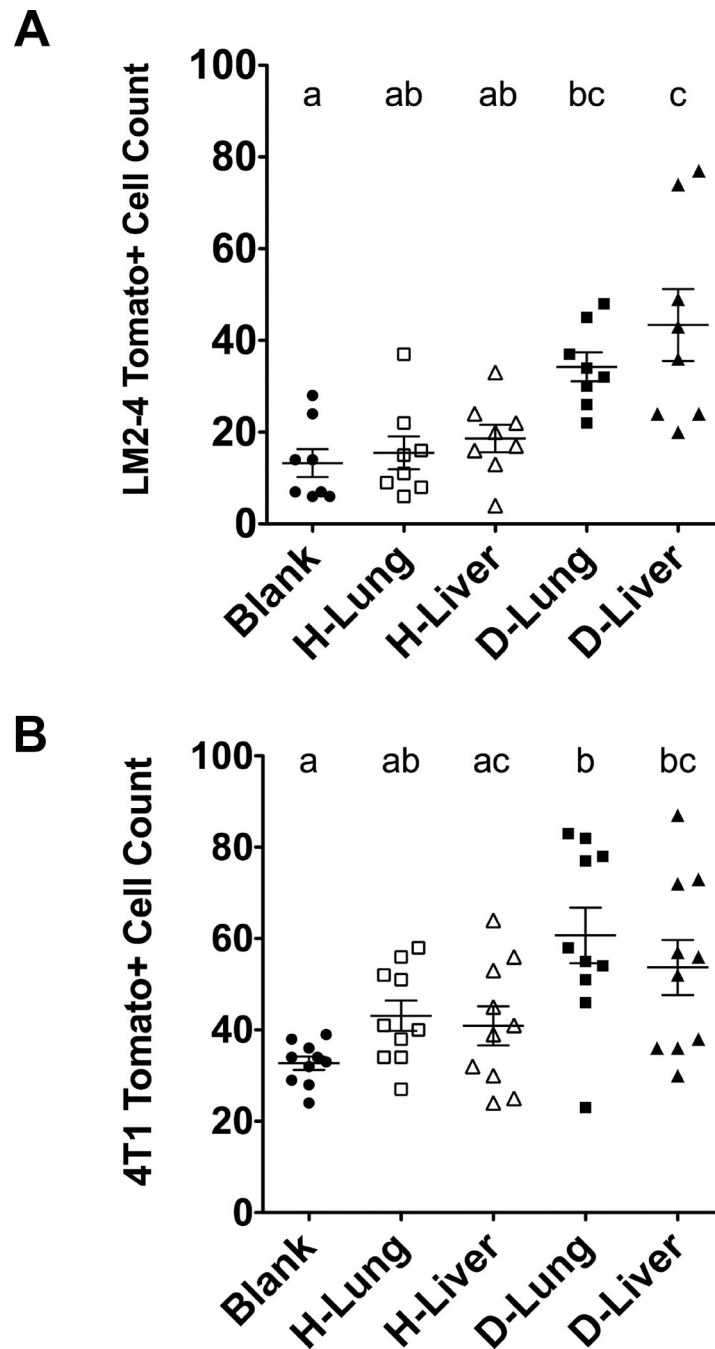 A
LM2-4 Tomato+ Cell Count
100
80
60
40
20
0
a ab ab bc c
Blank H-Lung H-Liver D-Lung D-Liver
B
4T1 Tomato+ Cell Count
100
80
60
40
20
0
a ab ac b bc
Blank H-Lung H-Liver D-Lung D-Liver